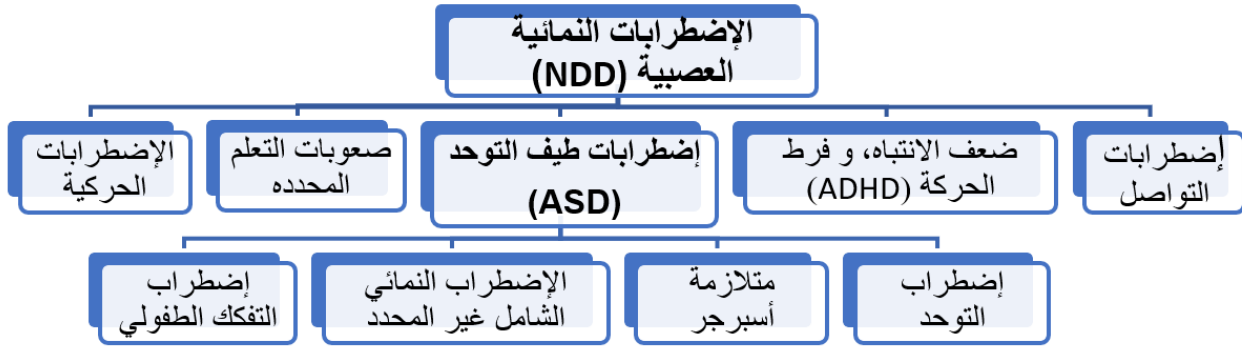 الإضطرابات النمائية
العصبية (NDD)
إضطرابات
التواصل
ضعف الانتباه، و فرط
الحركة (ADHD)
إضطرابات طيف التوحد
(ASD)
صعوبات التعلم
المحدده
الإضطرابات
الحركية
إضطراب
التوحد
متلازمة
أسبرجر
الإضطراب النمائي
الشامل غير المحدد
إضطراب
التفكك الطفولي